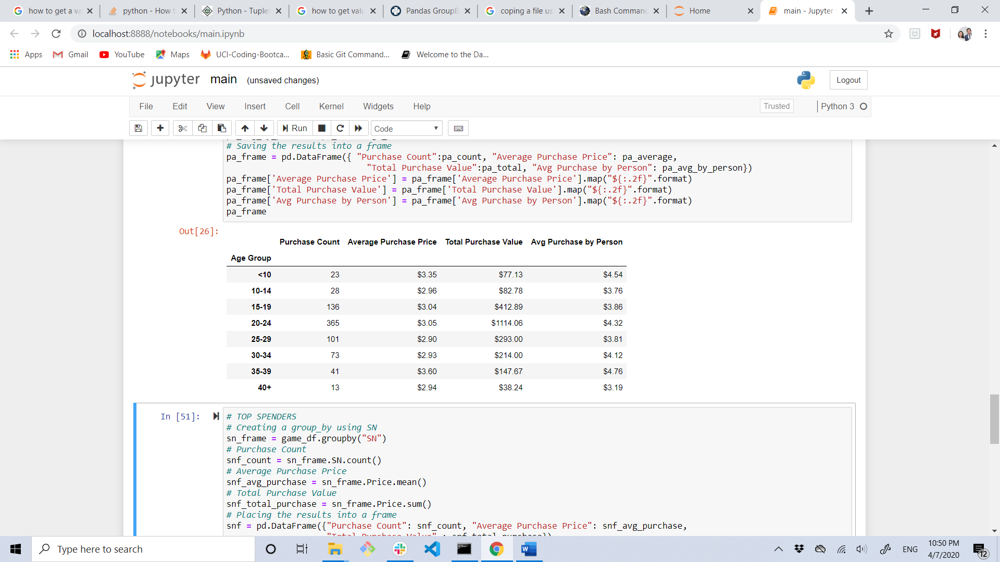 how to get a va
python - How t
Python - Tuples
how to get valu
Pandas GroupB
coping a file us
Bash Comman
Home
main - Jupyter
localhost:8888/notebooks/main.ipynb
Apps
Gmail
YouTube
Maps
UCI-Coding-Bootca...
Basic Git Command...
Welcome to the Da...
jupyter main (unsaved changes)
Logout
File Edit View Insert Cell Kernel Widgets Help
Trusted
Python 3
Run
Code
# Saving the results into a frame
pa_frame = pd.DataFrame({ "Purchase Count":pa_count, "Average Purchase Price": pa_average,
"Total Purchase Value":pa_total, "Avg Purchase by Person": pa_avg_by_person})
pa_frame['Average Purchase Price'] = pa_frame['Average Purchase Price'].map("${:.2f}".format)
pa_frame['Total Purchase Value'] = pa_frame['Total Purchase Value'].map("${:.2f}".format)
pa_frame['Avg Purchase by Person'] = pa_frame['Avg Purchase by Person'].map("${:.2f}".format)
pa_frame
Out[26]:
Purchase Count Average Purchase Price Total Purchase Value Avg Purchase by Person
Age Group
<10 23 $3.35 $77.13 $4.54
10-14 28 $2.96 $82.78 $3.76
15-19 136 $3.04 $412.89 $3.86
20-24 365 $3.05 $1114.06 $4.32
25-29 101 $2.90 $293.00 $3.81
30-34 73 $2.93 $214.00 $4.12
35-39 41 $3.60 $147.67 $4.76
40+ 13 $2.94 $38.24 $3.19
In [51]:
# TOP SPENDERS
# Creating a group_by using SN
sn_frame = game_df.groupby("SN")
# Purchase Count
snf_count = sn_frame.SN.count()
# Average Purchase Price
snf_avg_purchase = sn_frame.Price.mean()
# Total Purchase Value
snf_total_purchase = sn_frame.Price.sum()
# Placing the results into a frame
snf = pd.DataFrame({"Purchase Count": snf_count, "Average Purchase Price": snf_avg_purchase,
"Total Purchase Value" : snf_total_purchase})
Type here to search
ENG
10:50 PM
4/7/2020
12